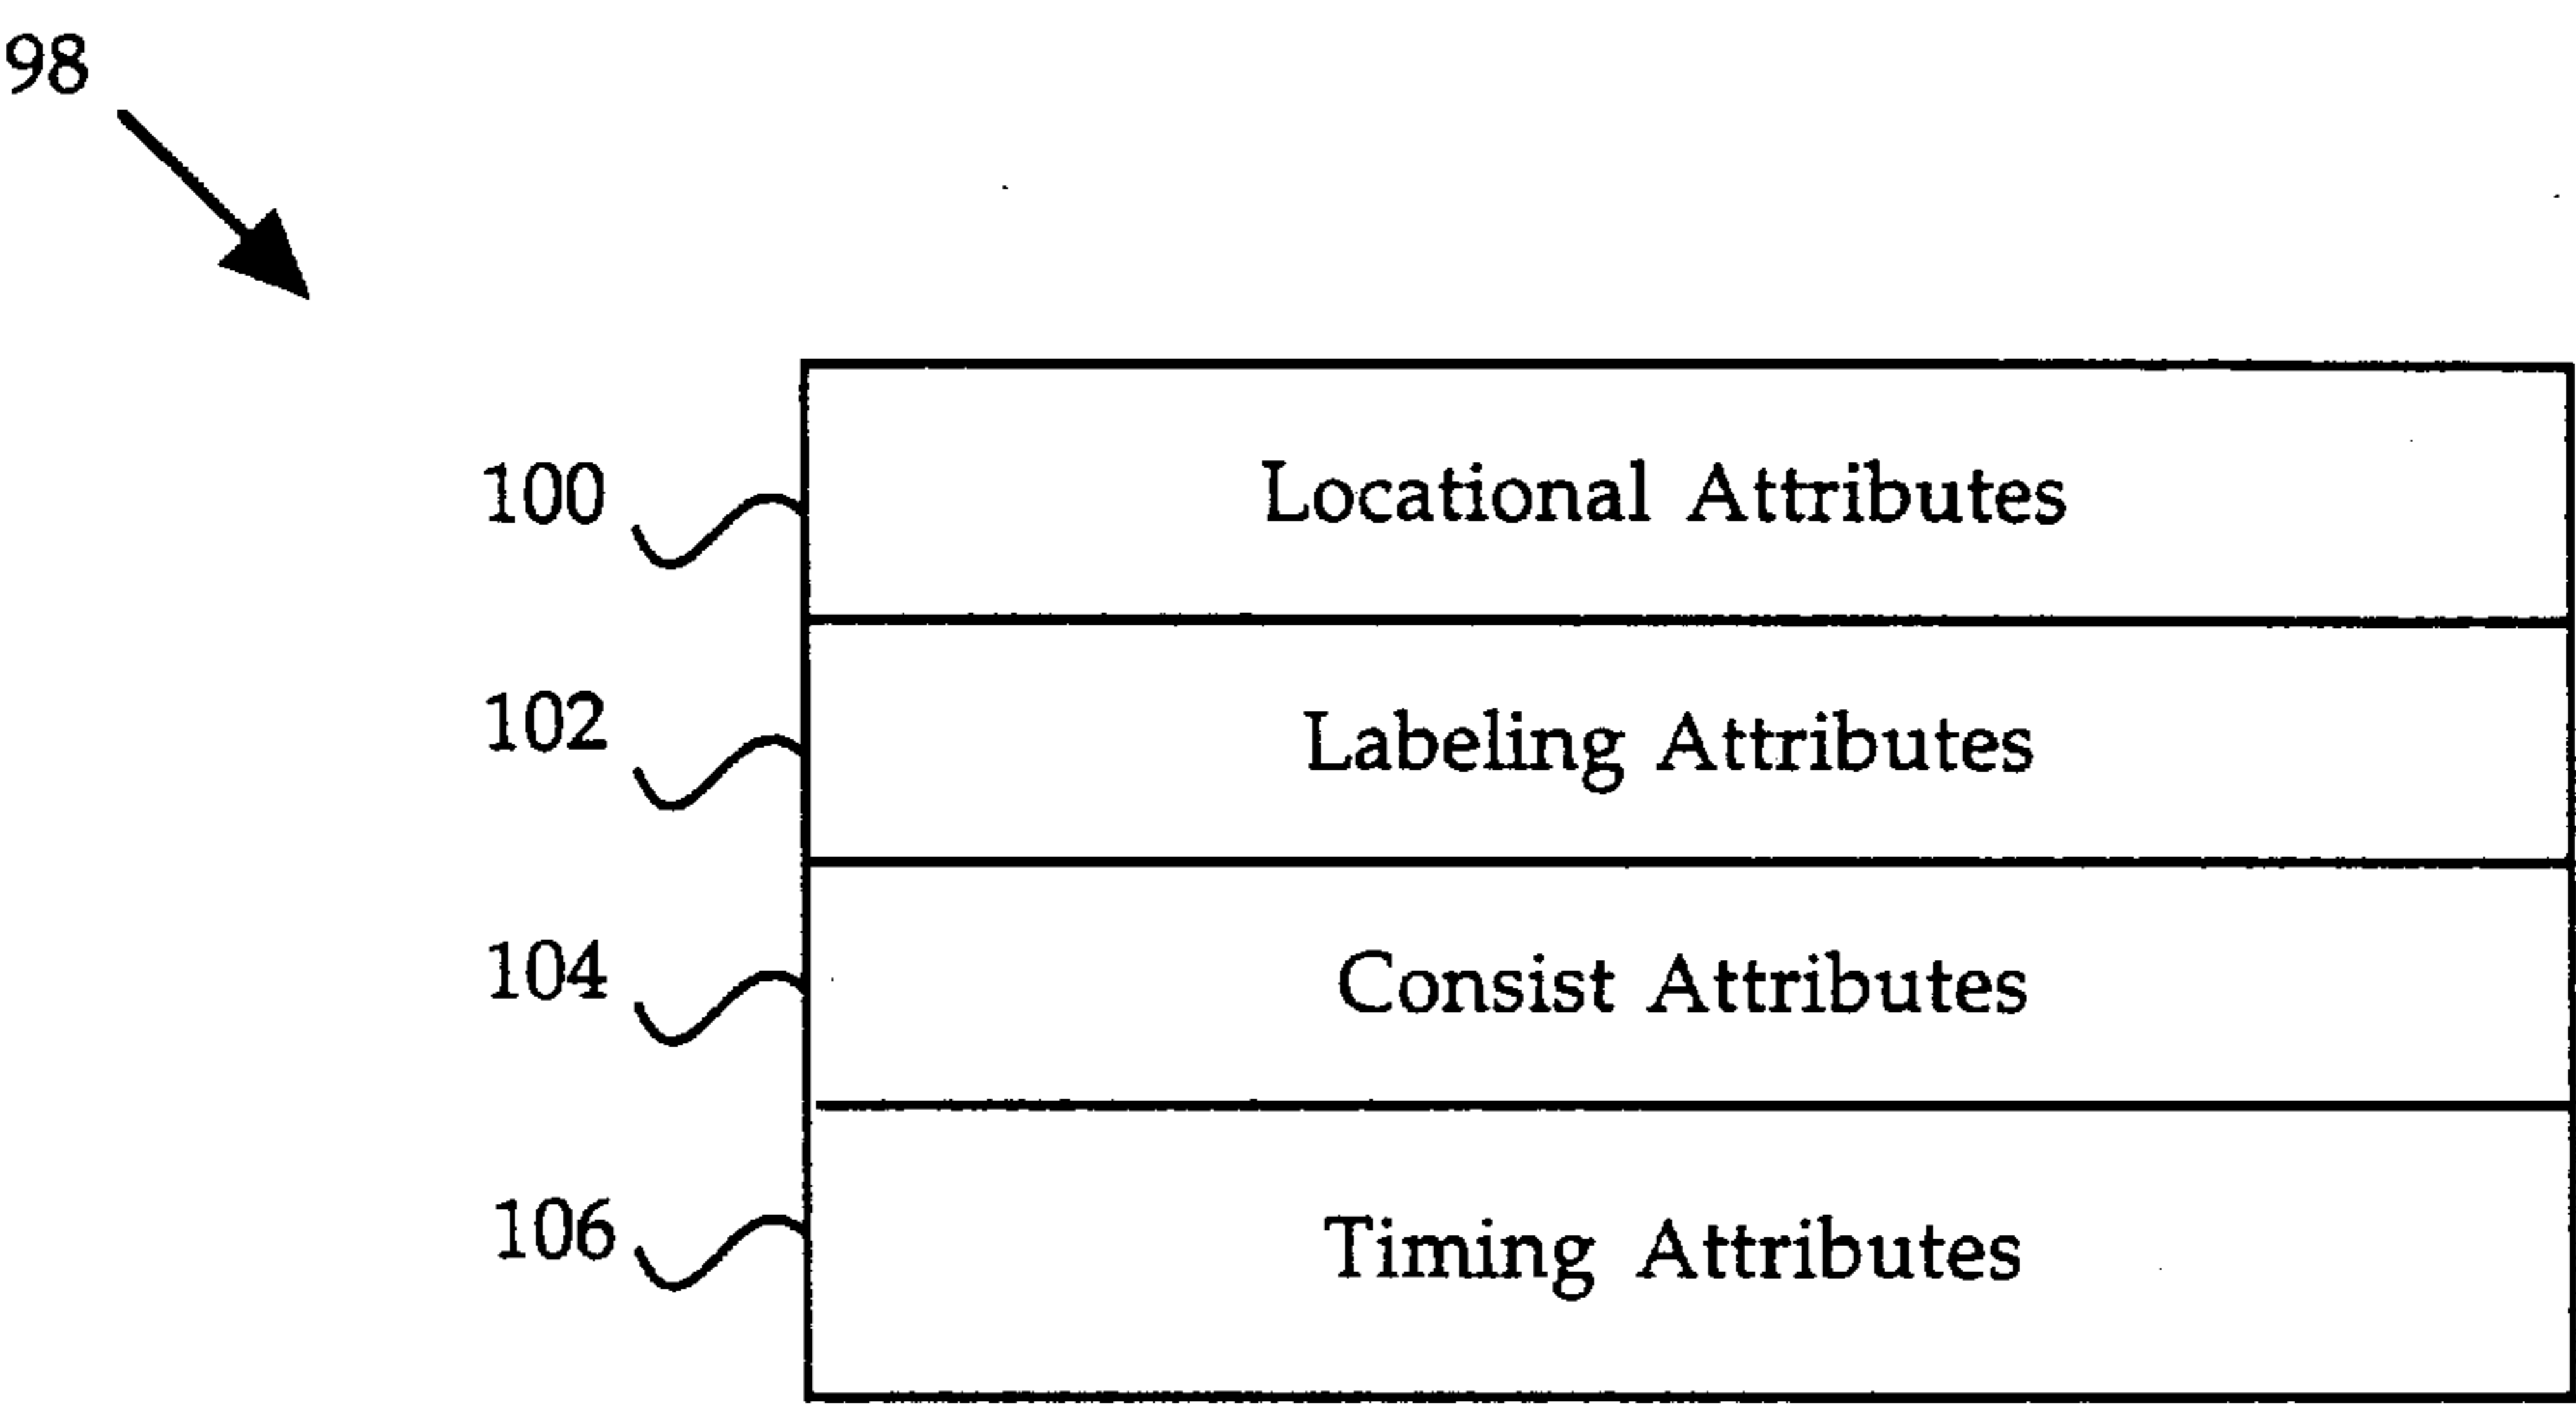 98
100 Locational Attributes
102 Labeling Attributes
104 Consist Attributes
106 Timing Attributes